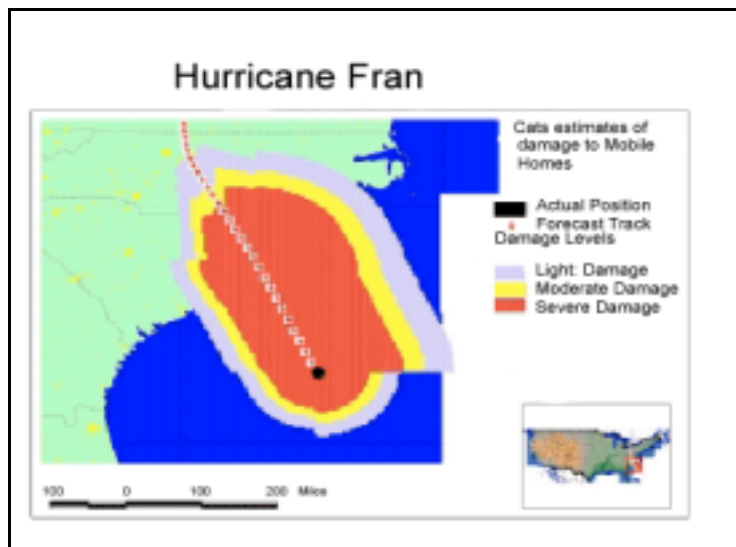 Hurricane Fran
Cats estimates of
damage to Mobile
Homes
Actual Position
Forecast Track
Damage Levels
Light: Damage
Moderate Damage
Severe Damage
100 0 100 200 Miles